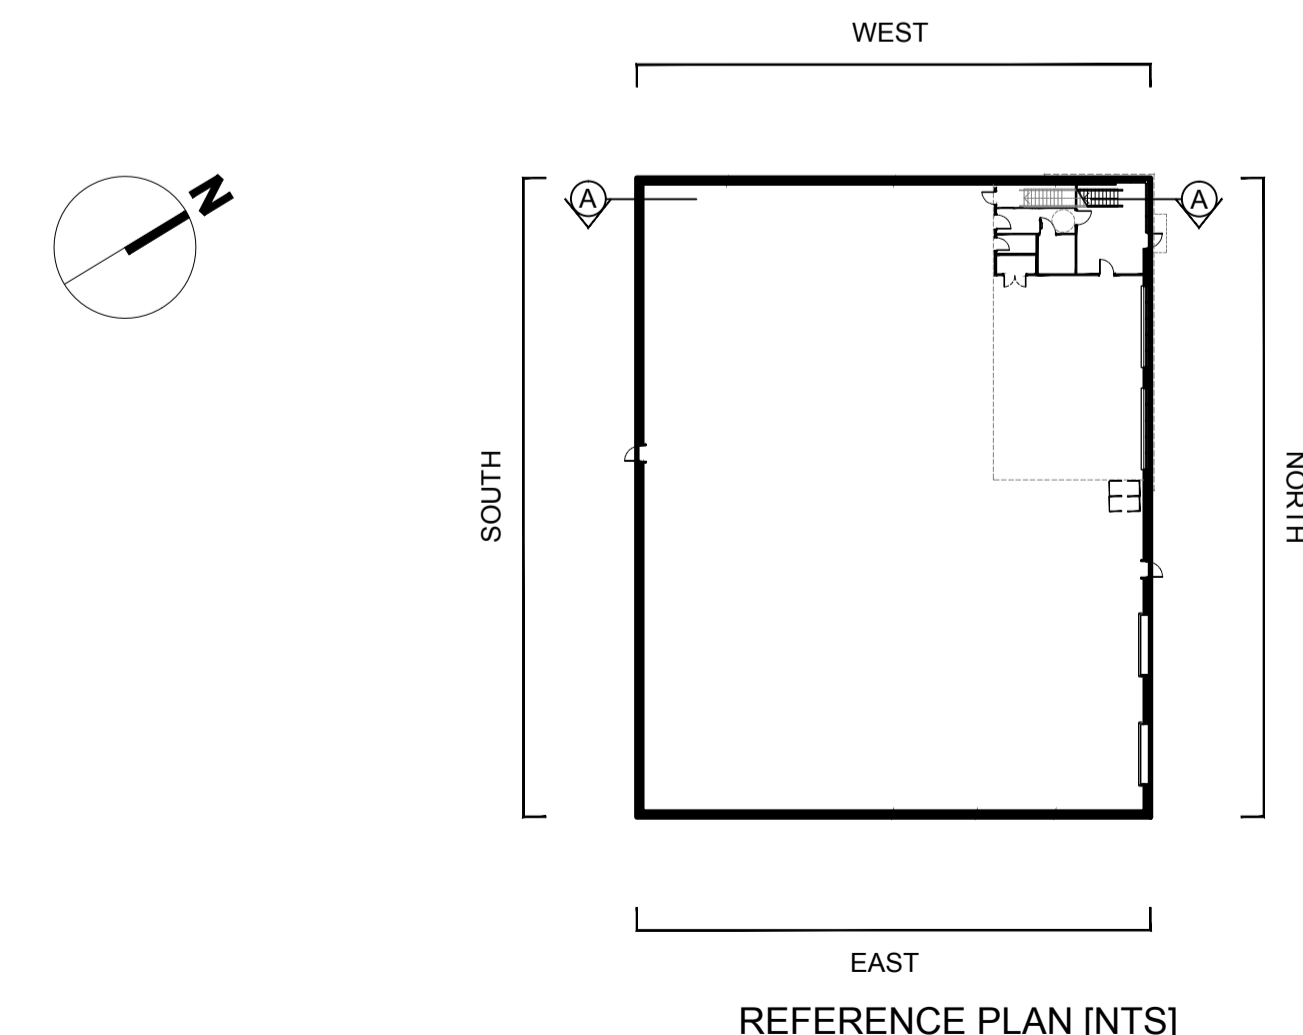 WEST
N
A
A
SOUTH
NORTH
EAST
REFERENCE PLAN [NTS]